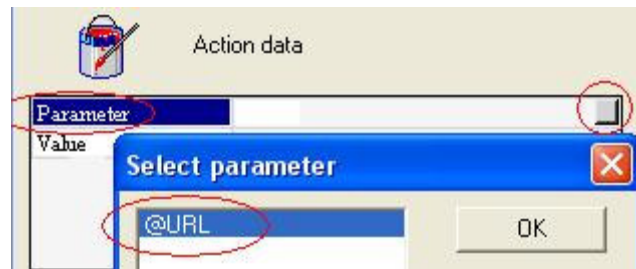 Action data
Parameter
Value
Select parameter
@URL
OK